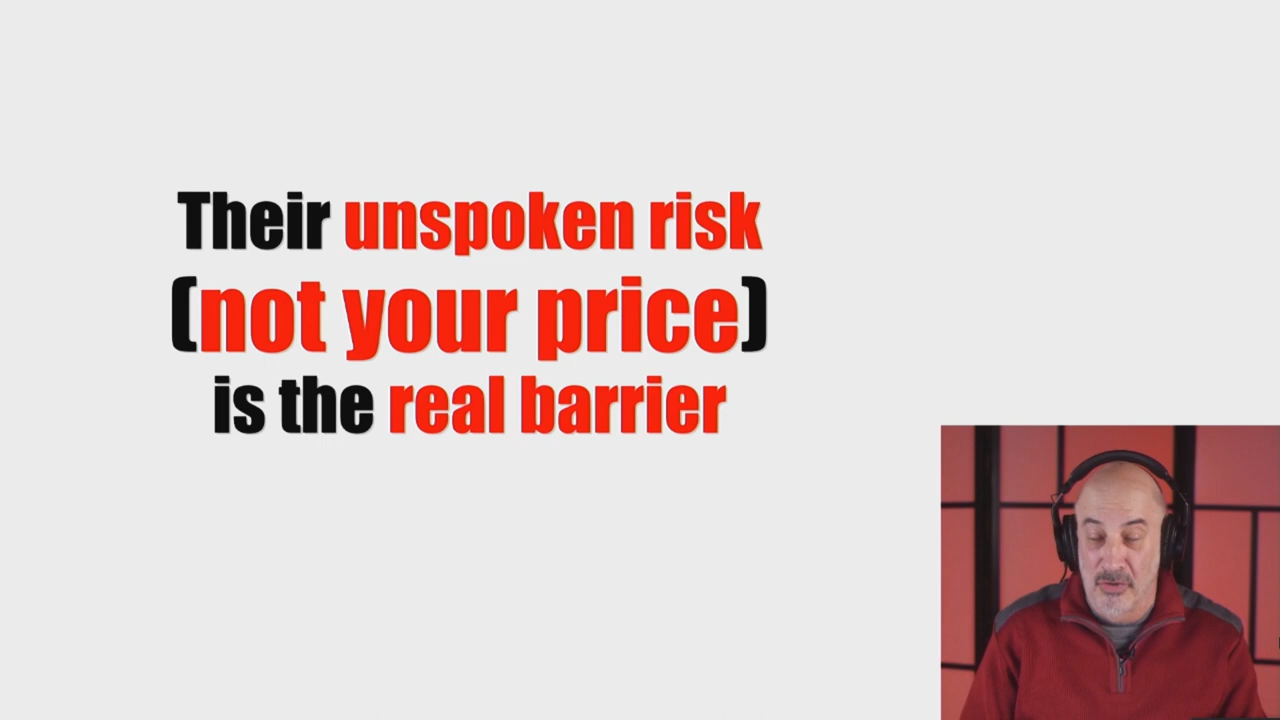 Their unspoken risk
(not your price)
is the real barrier